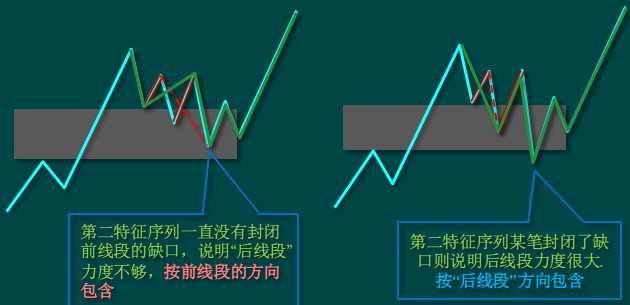 第二特征序列一直没有封闭
前线段的缺口，说明“后线段”
力度不够，按前线段的方向
包含
第二特征序列某笔封闭了缺
口则说明后线段力度很大.
按“后线段”方向包含